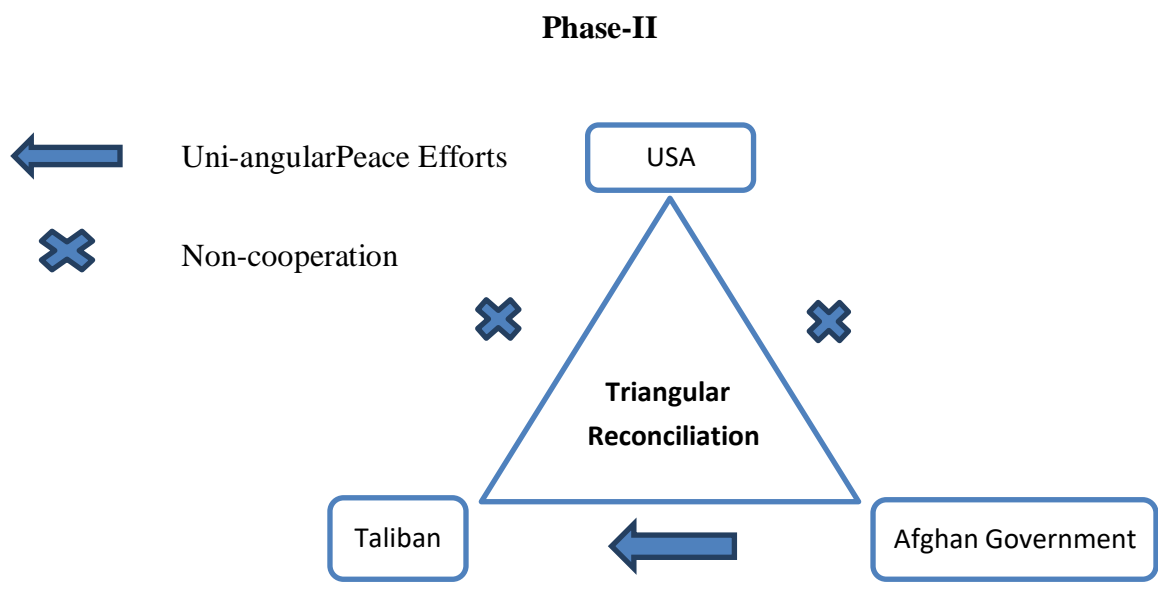 Phase-II
Uni-angularPeace Efforts
USA
Non-cooperation
Triangular
Reconciliation
Taliban
Afghan Government